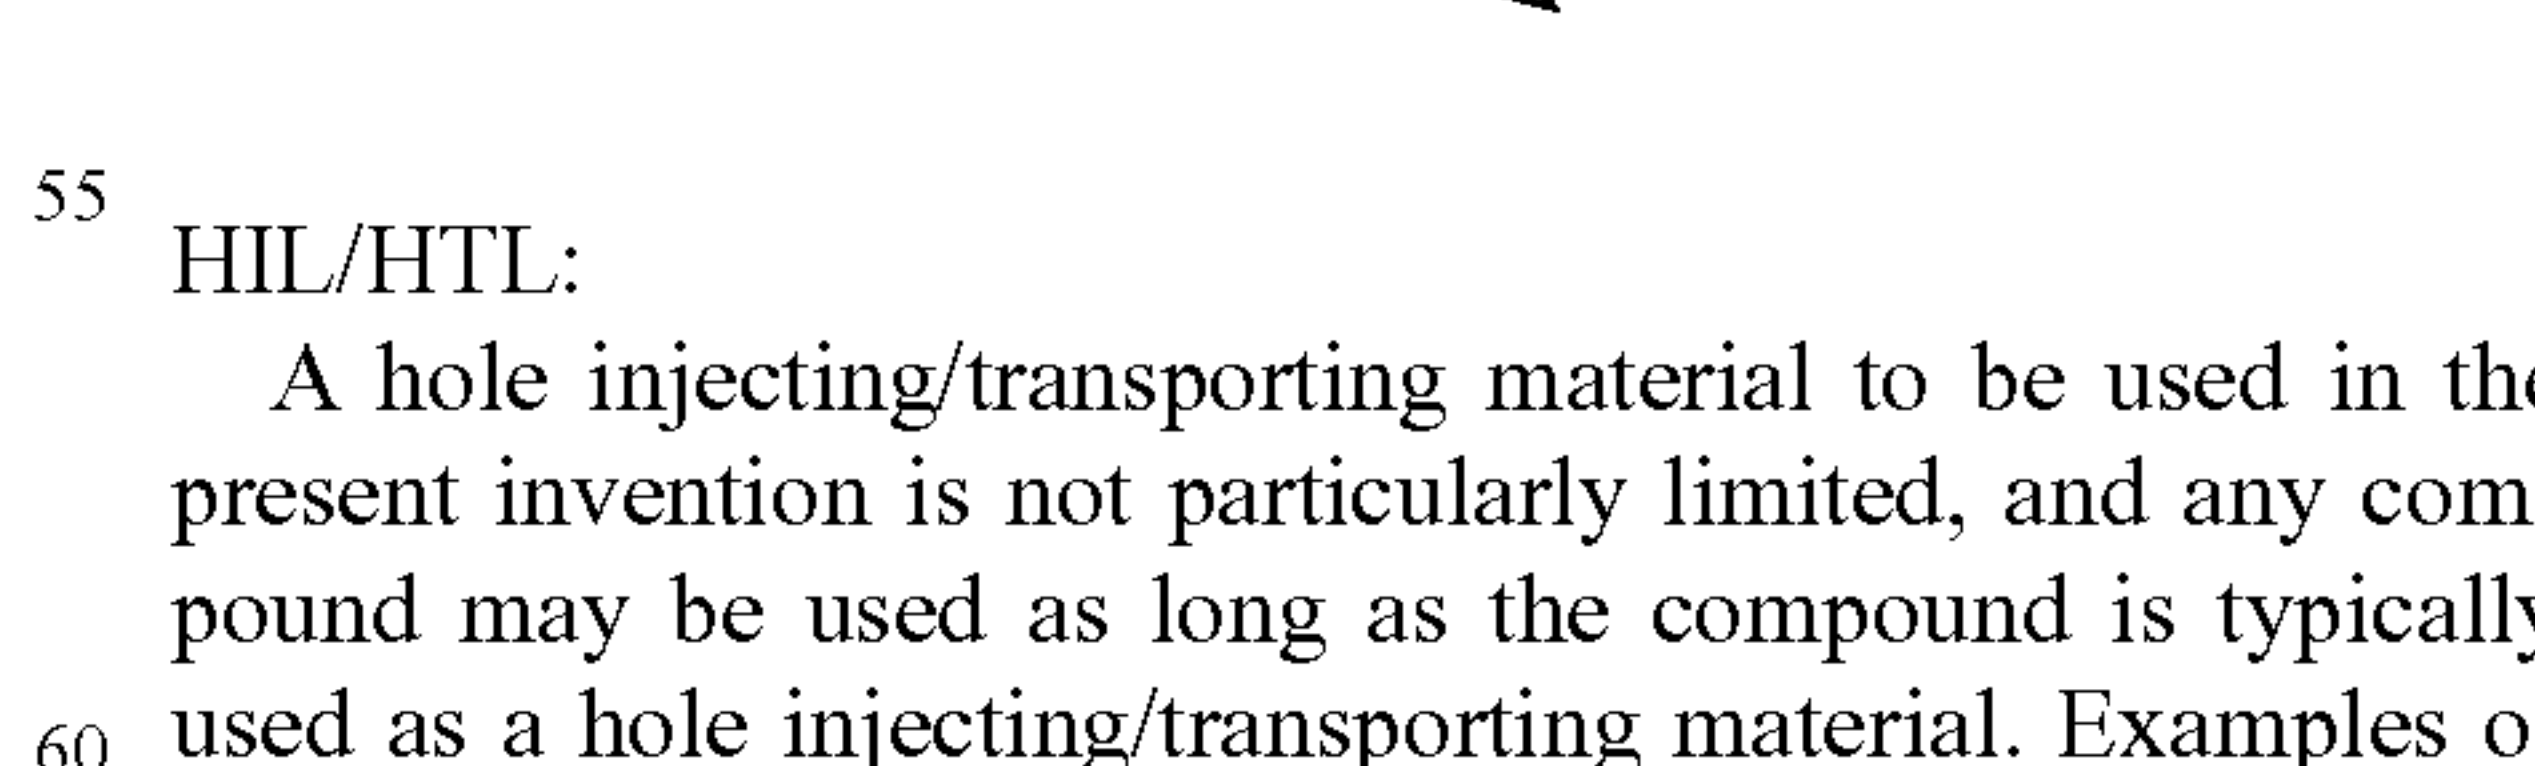 55
HIL/HTL:
A hole injecting/transporting material to be used in the
present invention is not particularly limited, and any com
pound may be used as long as the compound is typically
60 used as a hole injecting/transporting material. Examples o